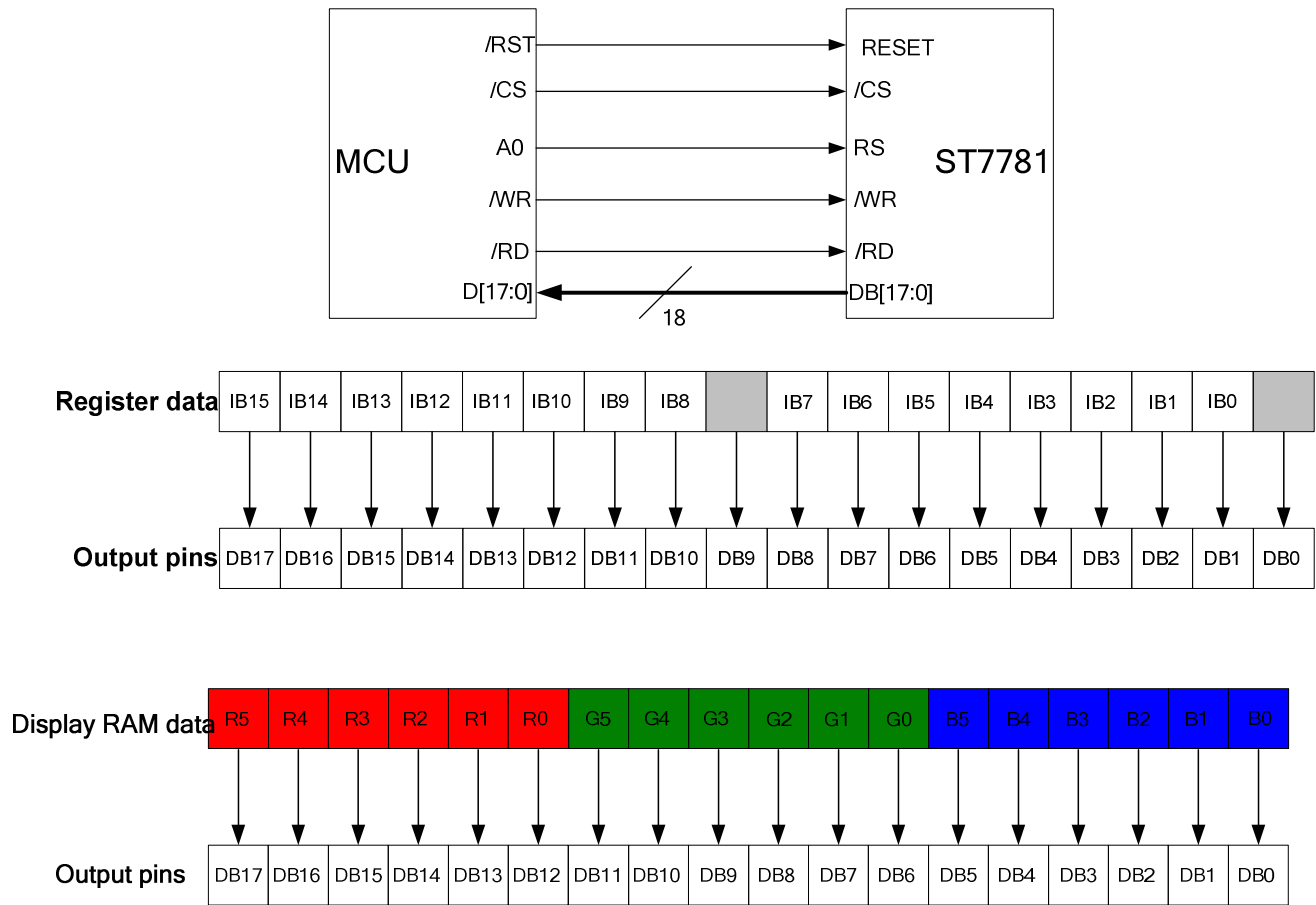 /RST RESET
/CS /CS
MCU A0 RS ST7781
/WR /WR
/RD /RD
D[17:0] DB[17:0]
18
Register data IB15 IB14 IB13 IB12 IB11 IB10 IB9 IB8 IB7 IB6 IB5 IB4 IB3 IB2 IB1 IB0
Output pins DB17 DB16 DB15 DB14 DB13 DB12 DB11 DB10 DB9 DB8 DB7 DB6 DB5 DB4 DB3 DB2 DB1 DB0
Display RAM data R5 R4 R3 R2 R1 R0 G5 G4 G3 G2 G1 G0 B5 B4 B3 B2 B1 B0
Output pins DB17 DB16 DB15 DB14 DB13 DB12 DB11 DB10 DB9 DB8 DB7 DB6 DB5 DB4 DB3 DB2 DB1 DB0